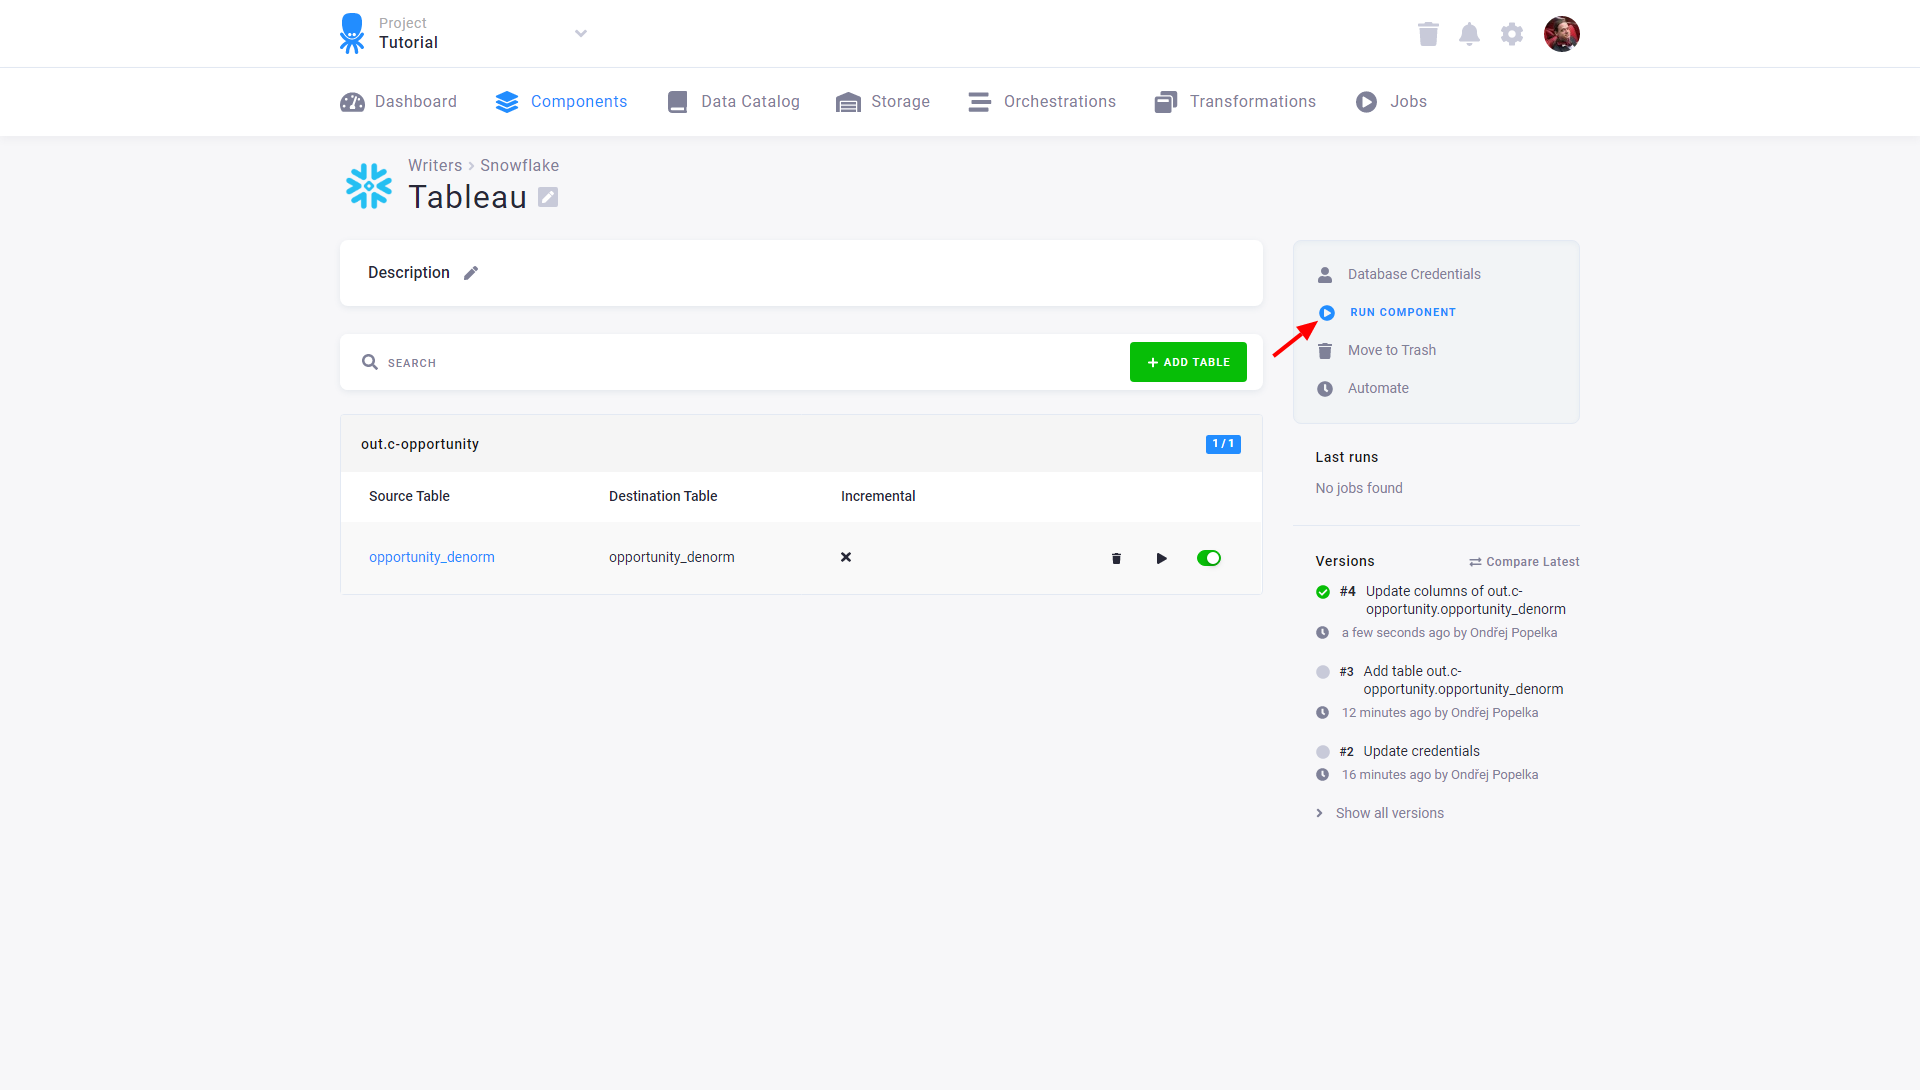 Project
Tutorial
Dashboard
Components
Data Catalog
Storage
Orchestrations
Transformations
Jobs
Writers › Snowflake
Tableau
Description
SEARCH
+ ADD TABLE
out.c-opportunity
1 / 1
Source Table
Destination Table
Incremental
opportunity_denorm
opportunity_denorm
Database Credentials
RUN COMPONENT
Move to Trash
Automate
Last runs
No jobs found
Versions
Compare Latest
#4 Update columns of out.c-
opportunity.opportunity_denorm
a few seconds ago by Ondřej Popelka
#3 Add table out.c-
opportunity.opportunity_denorm
12 minutes ago by Ondřej Popelka
#2 Update credentials
16 minutes ago by Ondřej Popelka
Show all versions